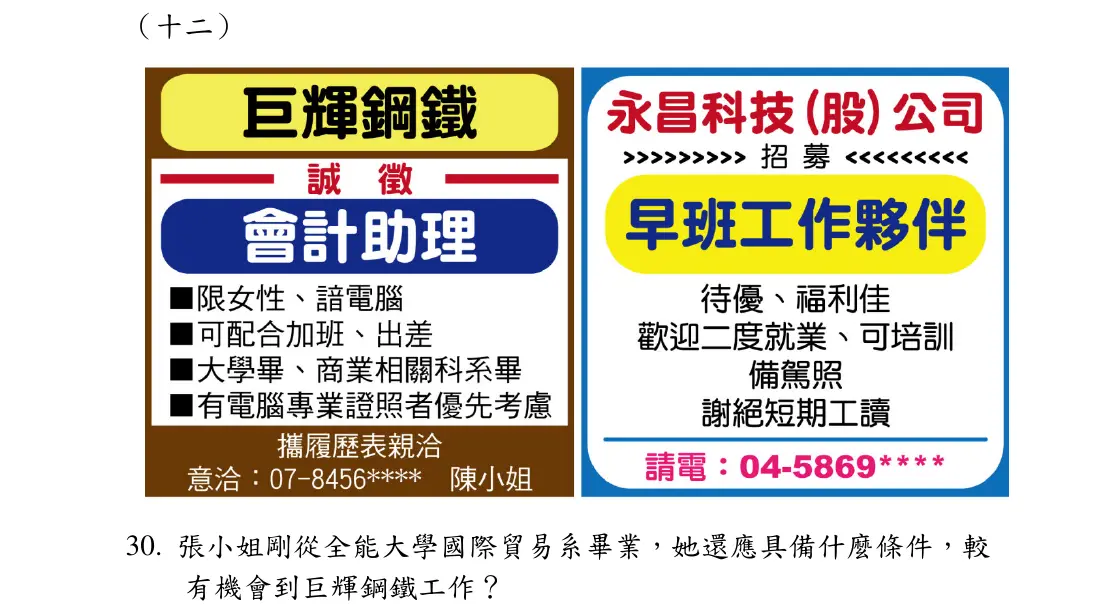 （十二）
巨輝鋼鐵
誠 徵
會計助理
■限女性、諳電腦
■可配合加班、出差
■大學畢、商業相關科系畢
■有電腦專業證照者優先考慮
攜履歷表親洽
意洽：07-8456**** 陳小姐
永昌科技(股)公司
>>>>>>>>> 招 募 <<<<<<<<<
早班工作夥伴
待優、福利佳
歡迎二度就業、可培訓
備駕照
謝絕短期工讀
請電：04-5869****
30. 張小姐剛從全能大學國際貿易系畢業，她還應具備什麼條件，較
有機會到巨輝鋼鐵工作？